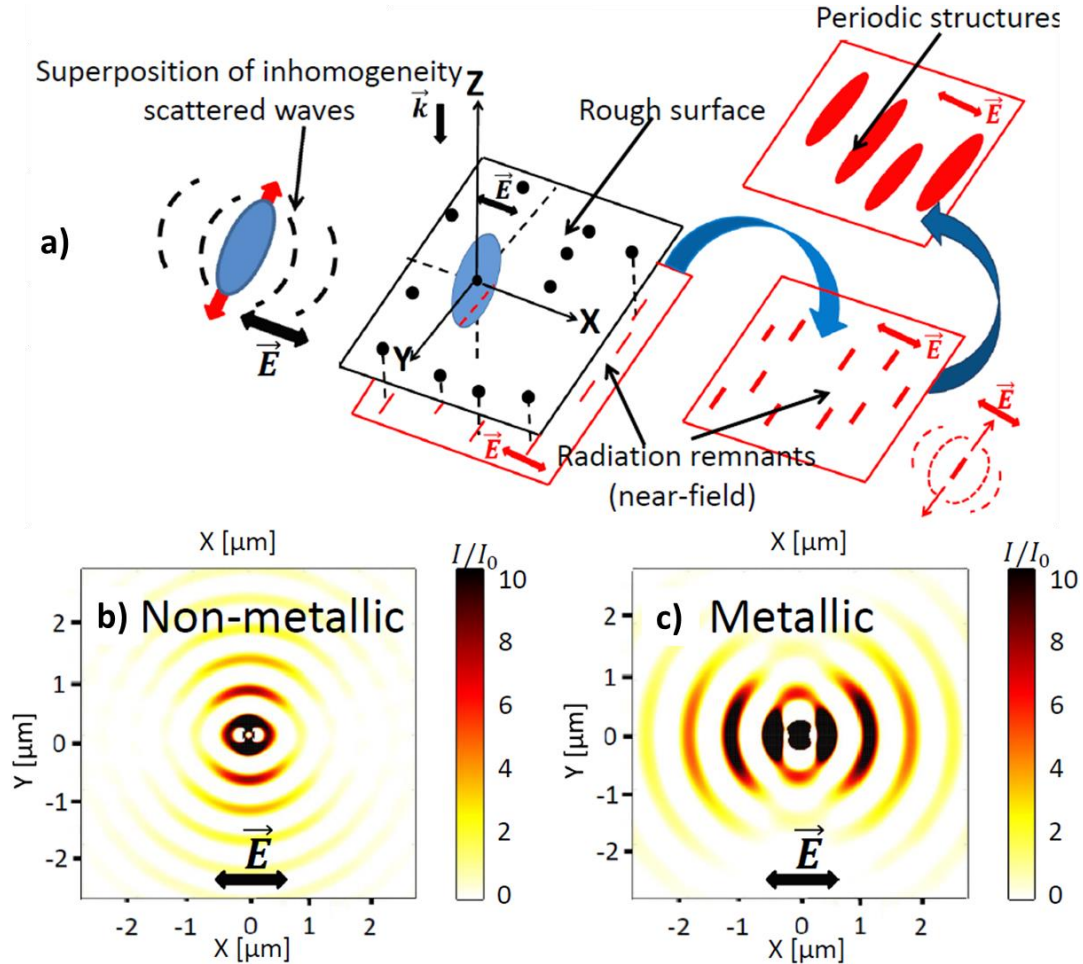 Periodic structures
Superposition of inhomogeneity
scattered waves
Z
k
Rough surface
E
E
a)
E
X
Y
E
E
E
E
Radiation remnants
(near-field)
X [µm]
I/I₀
b) Non-metallic
10
8
6
4
2
0
2
1
0
-1
-2
Y [µm]
E
-2
-1
0
1
2
X [µm]
X [µm]
I/I₀
c) Metallic
10
8
6
4
2
0
2
1
0
-1
-2
Y [µm]
E
-2
-1
0
1
2
X [µm]